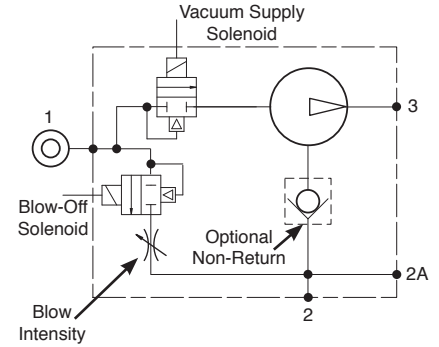 Vacuum Supply
Solenoid
1
3
Blow-Off
Solenoid
Optional
Non-Return
2A
Blow
Intensity
2